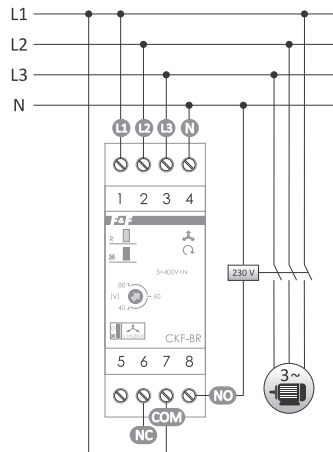 L1
L2
L3
N
L1 L2 L3 N
1 2 3 4
F&F
R
3×400V+N
230 V
80
|V| 60
40
CKF-BR
5 6 7 8
3~
NO
COM
NC